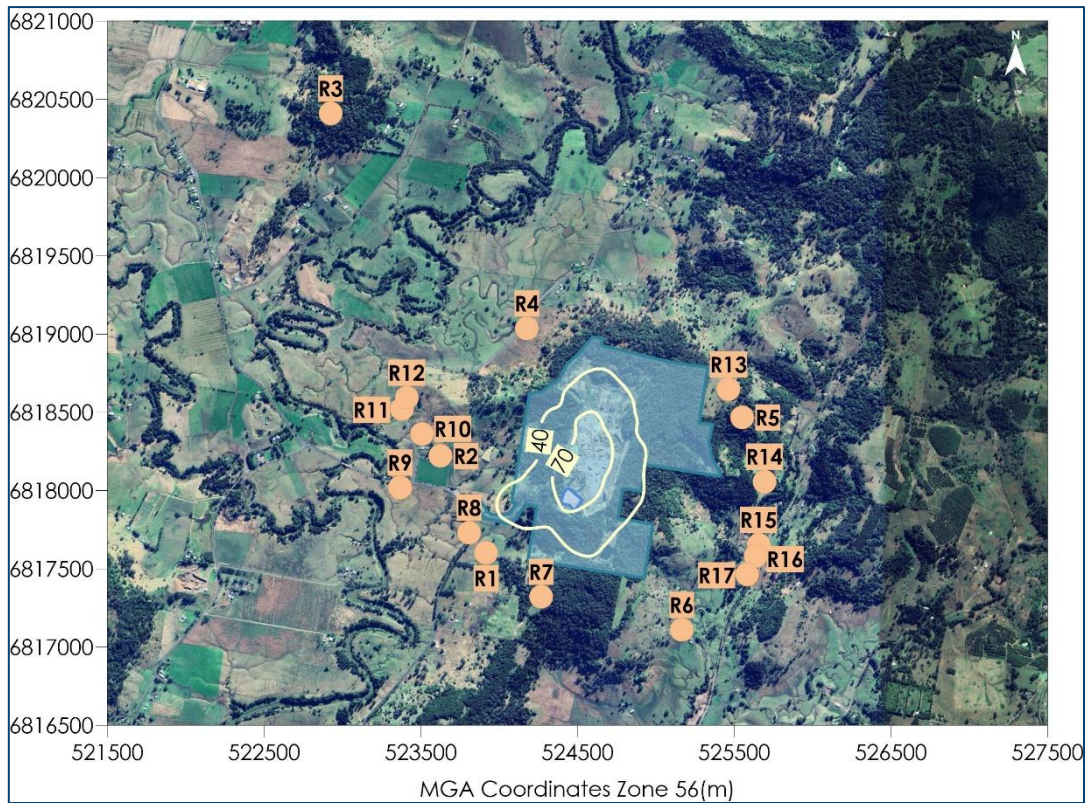 6821000
N
R3
6820500
6820000
6819500
R4
6819000
R13
R12
6818500
R11
R5
R10
40
R2
70
R14
R9
6818000
R8
R15
R16
6817500
R1
R7
R17
R6
6817000
6816500
521500
522500
523500
524500
525500
526500
527500
MGA Coordinates Zone 56(m)